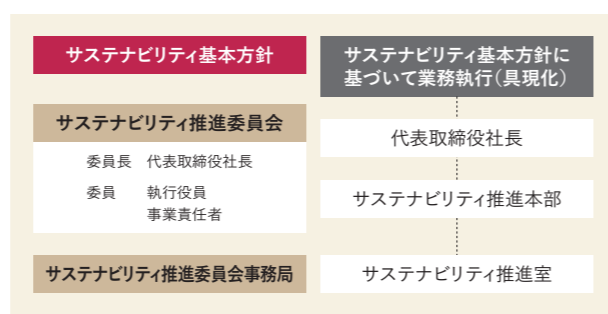 サステナビリティ基本方針
サステナビリティ推進委員会
委員長 代表取締役社長
委員 執行役員
事業責任者
サステナビリティ推進委員会事務局
サステナビリティ基本方針に
基づいて業務執行(具現化)
代表取締役社長
サステナビリティ推進本部
サステナビリティ推進室